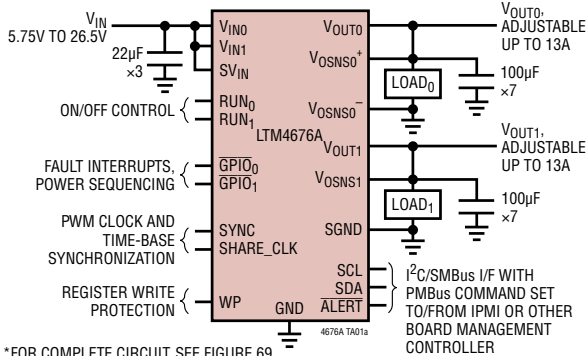 VIN
5.75V TO 26.5V
22µF
×3
ON/OFF CONTROL
FAULT INTERRUPTS,
POWER SEQUENCING
PWM CLOCK AND
TIME-BASE
SYNCHRONIZATION
REGISTER WRITE
PROTECTION
VIN0
VIN1
SVIN
RUN0
RUN1
LTM4676A
GPIO0
GPIO1
SYNC
SHARE_CLK
WP
GND
VOUT0
VOSNS0+
VOSNS0−
VOUT1
VOSNS1
SGND
SCL
SDA
ALERT
LOAD0
LOAD1
VOUT0,
ADJUSTABLE
UP TO 13A
100µF
×7
VOUT1,
ADJUSTABLE
UP TO 13A
100µF
×7
I2C/SMBus I/F WITH
PMBus COMMAND SET
TO/FROM IPMI OR OTHER
BOARD MANAGEMENT
CONTROLLER
4676A TA01a
*FOR COMPLETE CIRCUIT, SEE FIGURE 69